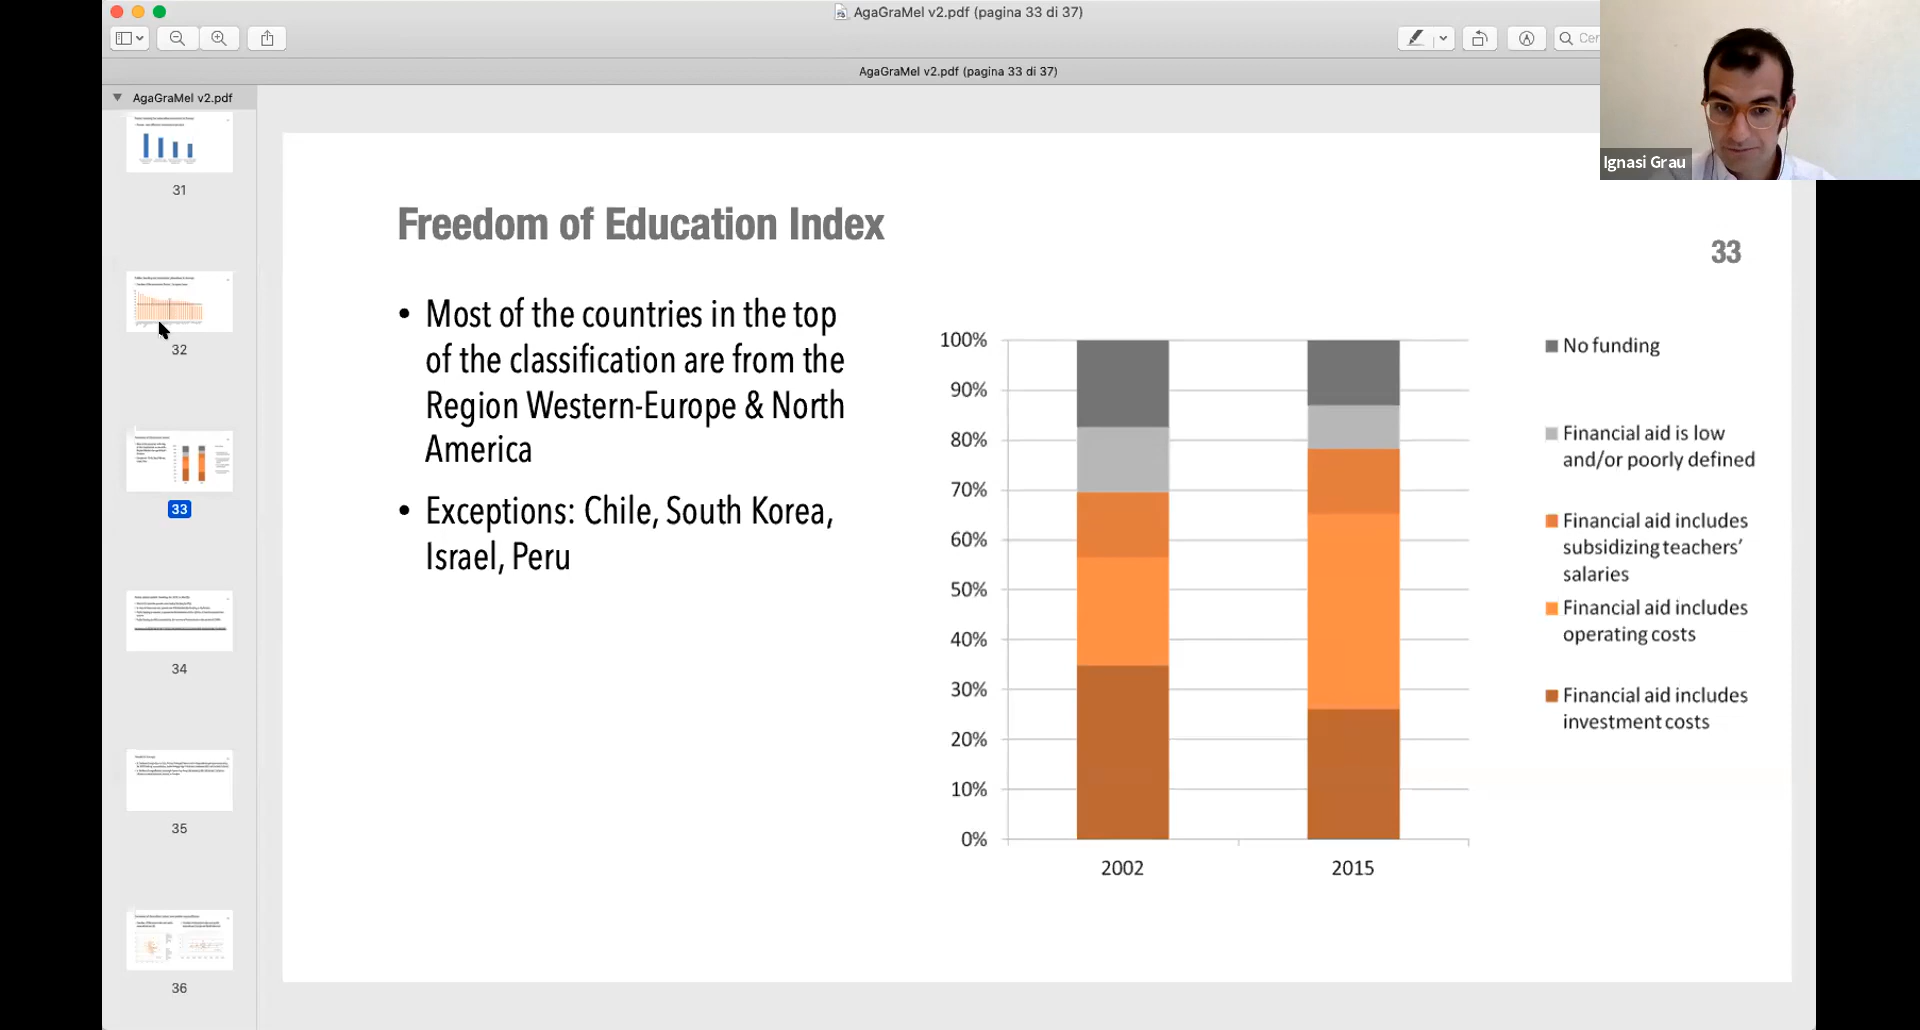 AgaGraMel v2.pdf (pagina 33 di 37)
Cer
AgaGraMel v2.pdf (pagina 33 di 37)
AgaGraMel v2.pdf
31
32
33
34
35
36
Ignasi Grau
Freedom of Education Index
33
• Most of the countries in the top
of the classification are from the
Region Western-Europe & North
America
• Exceptions: Chile, South Korea,
Israel, Peru
100%
90%
80%
70%
60%
50%
40%
30%
20%
10%
0%
2002
2015
No funding
Financial aid is low
and/or poorly defined
Financial aid includes
subsidizing teachers’
salaries
Financial aid includes
operating costs
Financial aid includes
investment costs